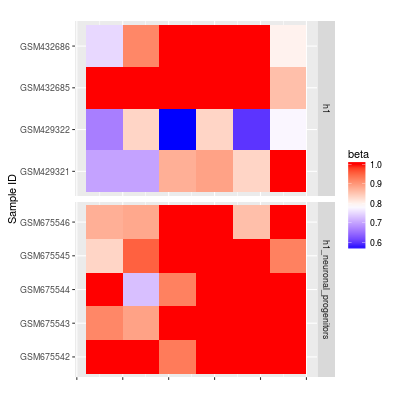 GSM432686
GSM432685
GSM429322
GSM429321
h1
GSM675546
GSM675545
GSM675544
GSM675543
GSM675542
h1_neuronal_progenitors
Sample ID
beta
1.0
0.9
0.8
0.7
0.6